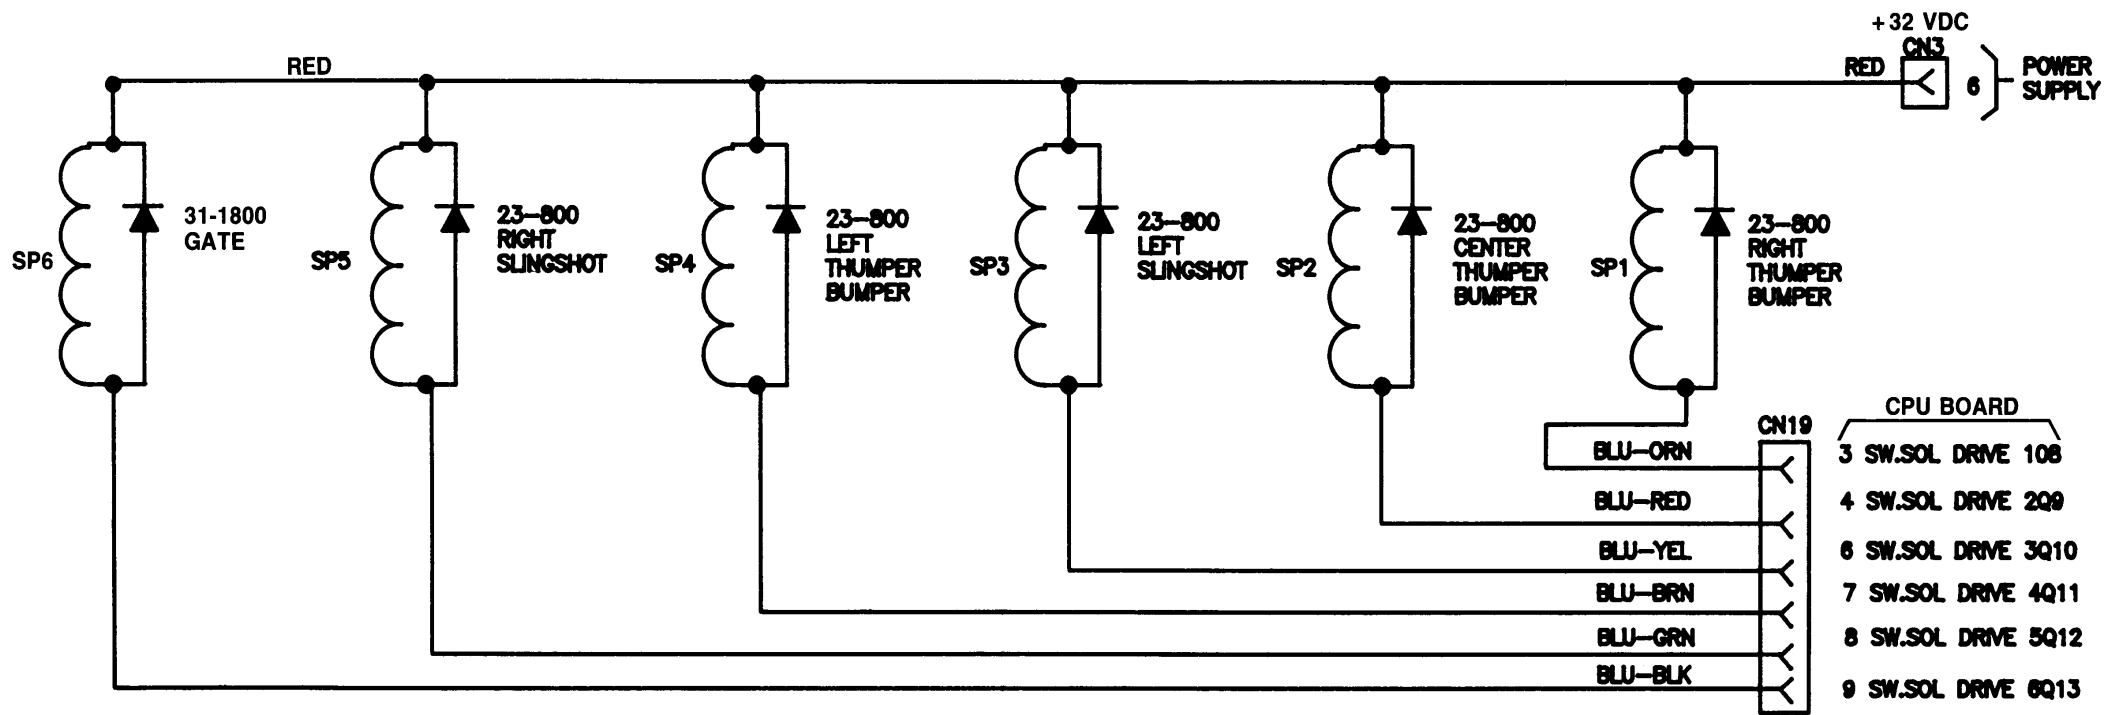 +32 VDC
CN3
RED
RED
6
POWER
SUPPLY
SP6
31-1800
GATE
SP5
23-800
RIGHT
SLINGSHOT
SP4
23-800
LEFT
THUMPER
BUMPER
SP3
23-800
LEFT
SLINGSHOT
SP2
23-800
CENTER
THUMPER
BUMPER
SP1
23-800
RIGHT
THUMPER
BUMPER
CPU BOARD
CN19
BLU-ORN
3 SW.SOL DRIVE 1Q8
BLU-RED
4 SW.SOL DRIVE 2Q9
BLU-YEL
6 SW.SOL DRIVE 3Q10
BLU-BRN
7 SW.SOL DRIVE 4Q11
BLU-GRN
8 SW.SOL DRIVE 5Q12
BLU-BLK
9 SW.SOL DRIVE 6Q13